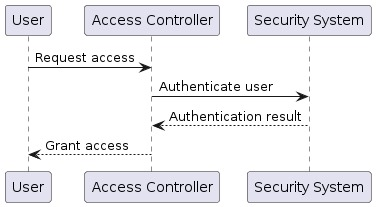 User Access Controller Security System
Request access
Authenticate user
Authentication result
Grant access
User Access Controller Security System